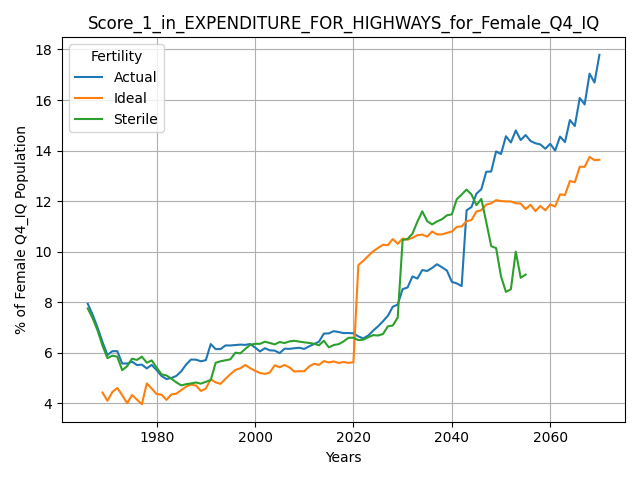 Score_1_in_EXPENDITURE_FOR_HIGHWAYS_for_Female_Q4_IQ
Fertility
Actual
Ideal
Sterile
% of Female Q4_IQ Population
18
16
14
12
10
8
6
4
1980
2000
2020
2040
2060
Years